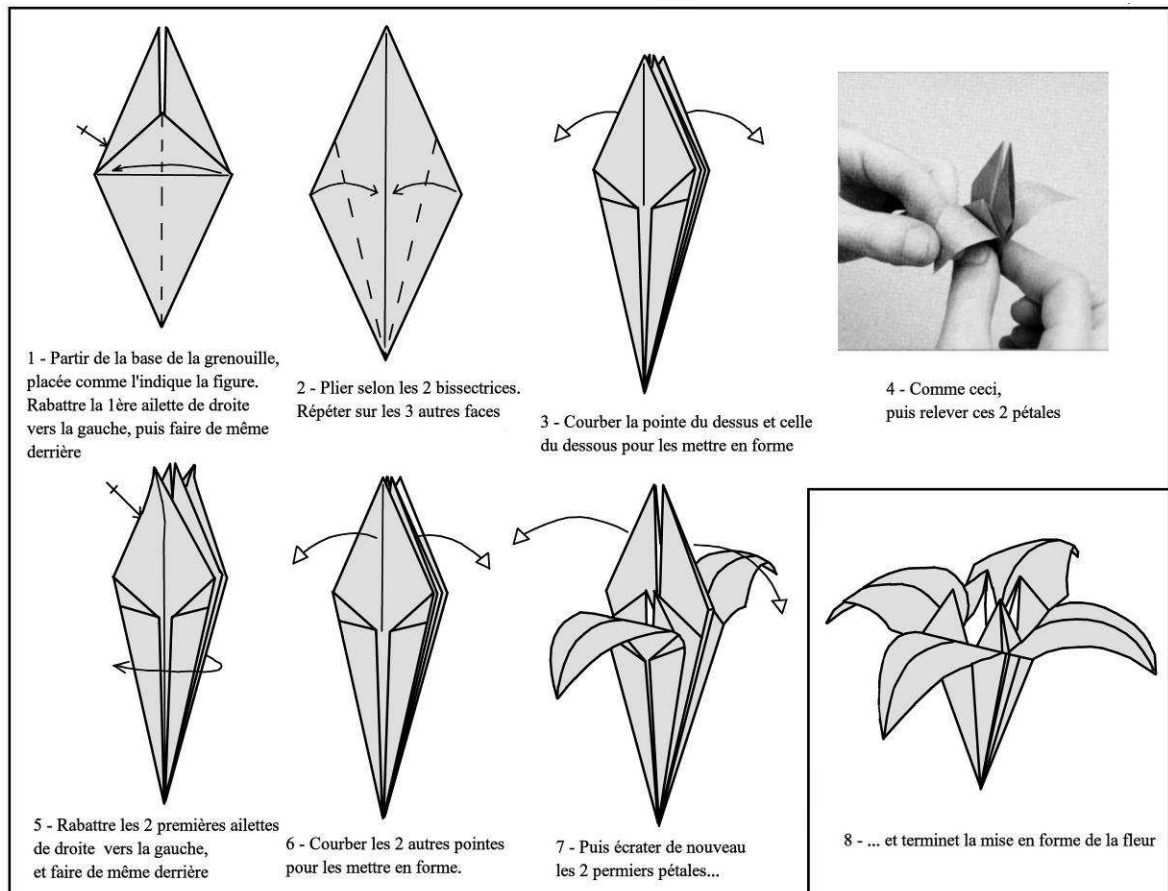 1 - Partir de la base de la grenouille,
placée comme l'indique la figure.
Rabattre la 1ère ailette de droite
vers la gauche, puis faire de même
derrière
2 - Plier selon les 2 bissectrices.
Répéter sur les 3 autres faces
3 - Courber la pointe du dessus et celle
du dessous pour les mettre en forme
4 - Comme ceci,
puis relever ces 2 pétales
5 - Rabattre les 2 premières ailettes
de droite vers la gauche,
et faire de même derrière
6 - Courber les 2 autres pointes
pour les mettre en forme.
7 - Puis écrater de nouveau
les 2 permiers pétales...
8 - ... et terminet la mise en forme de la fleur